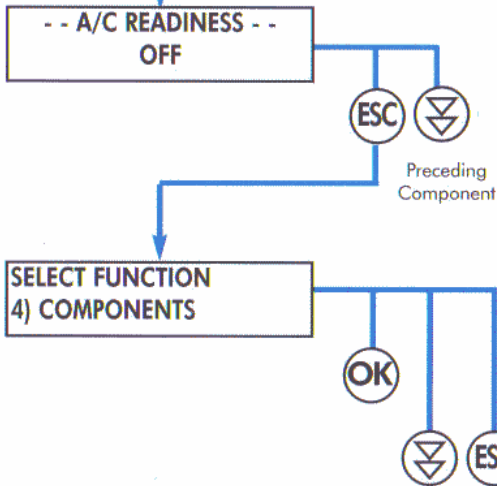 - - A/C READINESS - -
OFF
ESC
Preceding
Component
SELECT FUNCTION
4) COMPONENTS
OK